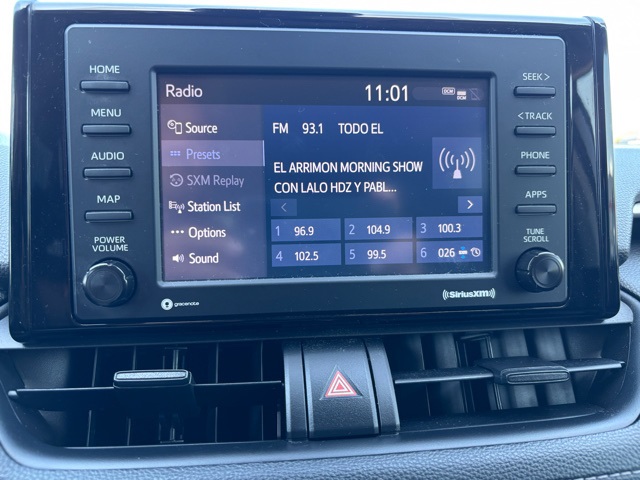 HOME
MENU
AUDIO
MAP
POWER
VOLUME
Radio
11:01
DCM
DCM
Source
Presets
SXM Replay
Station List
Options
Sound
FM 93.1 TODO EL
EL ARRIMON MORNING SHOW
CON LALO HDZ Y PABL...
1 96.9
2 104.9
3 100.3
4 102.5
5 99.5
6 026
SEEK >
< TRACK
PHONE
APPS
TUNE
SCROLL
gracenote
((SiriusXM))